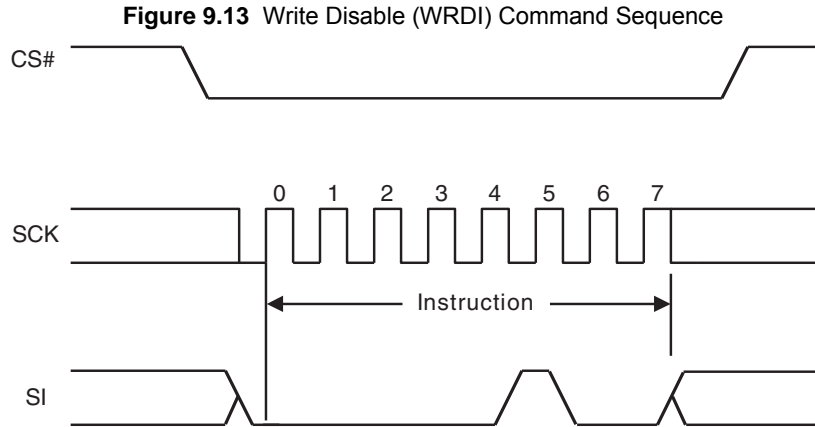 Figure 9.13 Write Disable (WRDI) Command Sequence
CS#
0 1 2 3 4 5 6 7
SCK
Instruction
SI